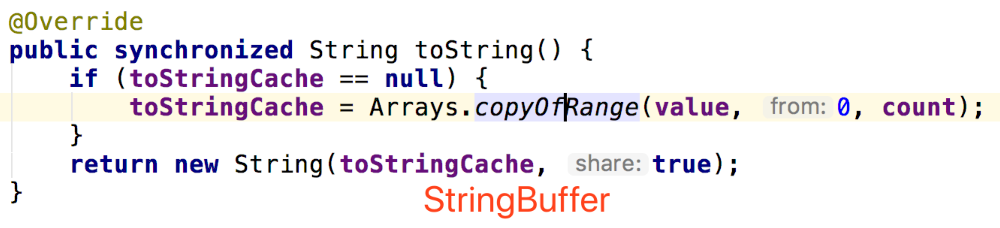 @Override
public synchronized String toString() {
if (toStringCache == null) {
toStringCache = Arrays.copyOfRange(value, from: 0, count);
}
return new String(toStringCache, share: true);
}
StringBuffer